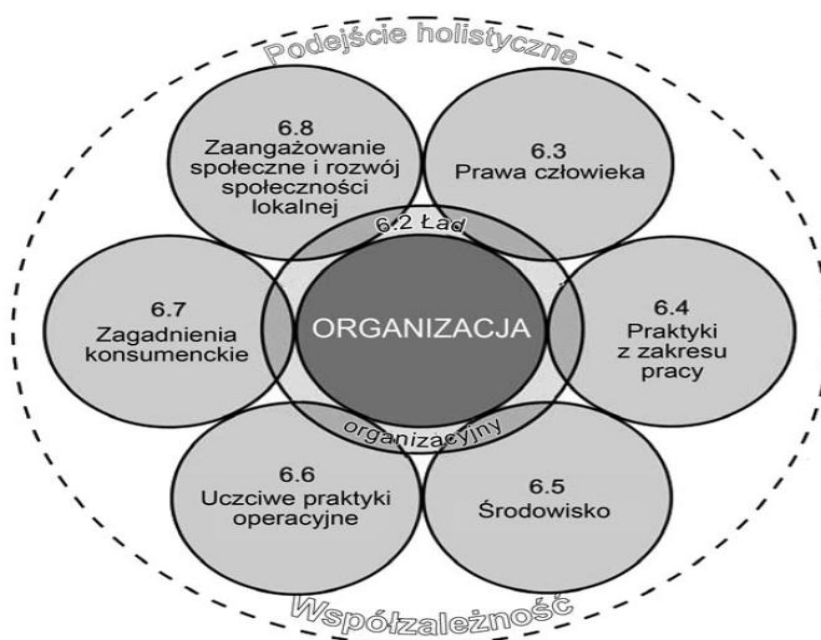 Podejście holistyczne
6.8
Zaangażowanie
społeczne i rozwój
społeczności
lokalnej
6.3
Prawa człowieka
6.2 Ład
6.7
Zagadnienia
konsumenckie
ORGANIZACJA
6.4
Praktyki
z zakresu
pracy
organizacyjny
6.6
Uczciwe praktyki
operacyjne
6.5
Środowisko
Współzależność